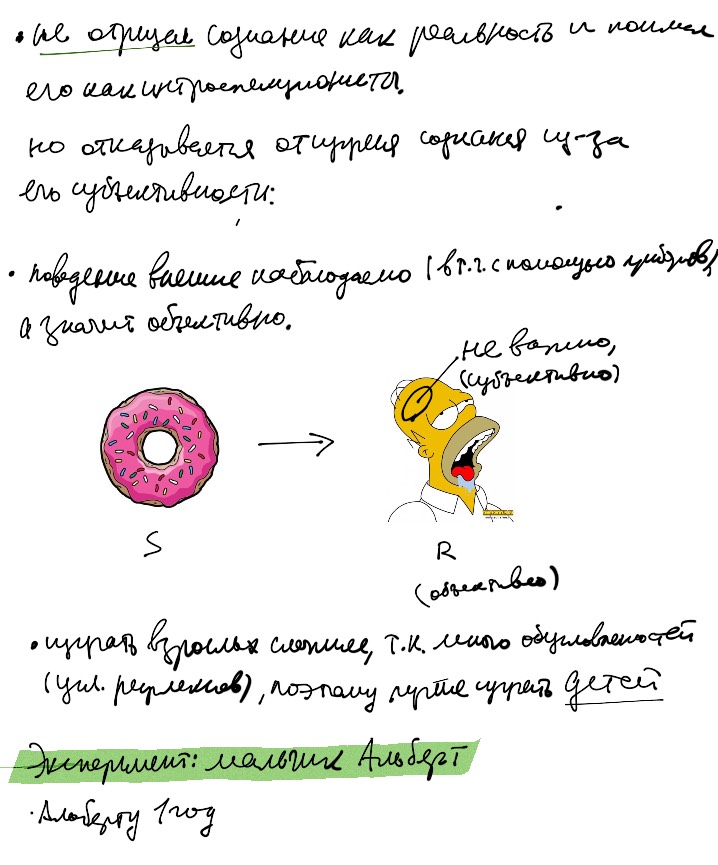 • не отрицал сознание как реальность и понимал
его как интроспекционисты.
но отказывается от изучения сознания из-за
его субъективности:
• поведение внешне наблюдаемо (в т.ч. с помощью приборов),
а значит объективно.
не важно,
(субъективно)
S
R
(объективно)
• изучать взрослых сложнее, т.к. много обусловленностей
(усл. рефлексов), поэтому лучше изучать детей
Эксперимент: мальчик Альберт
• Альберту 1 год